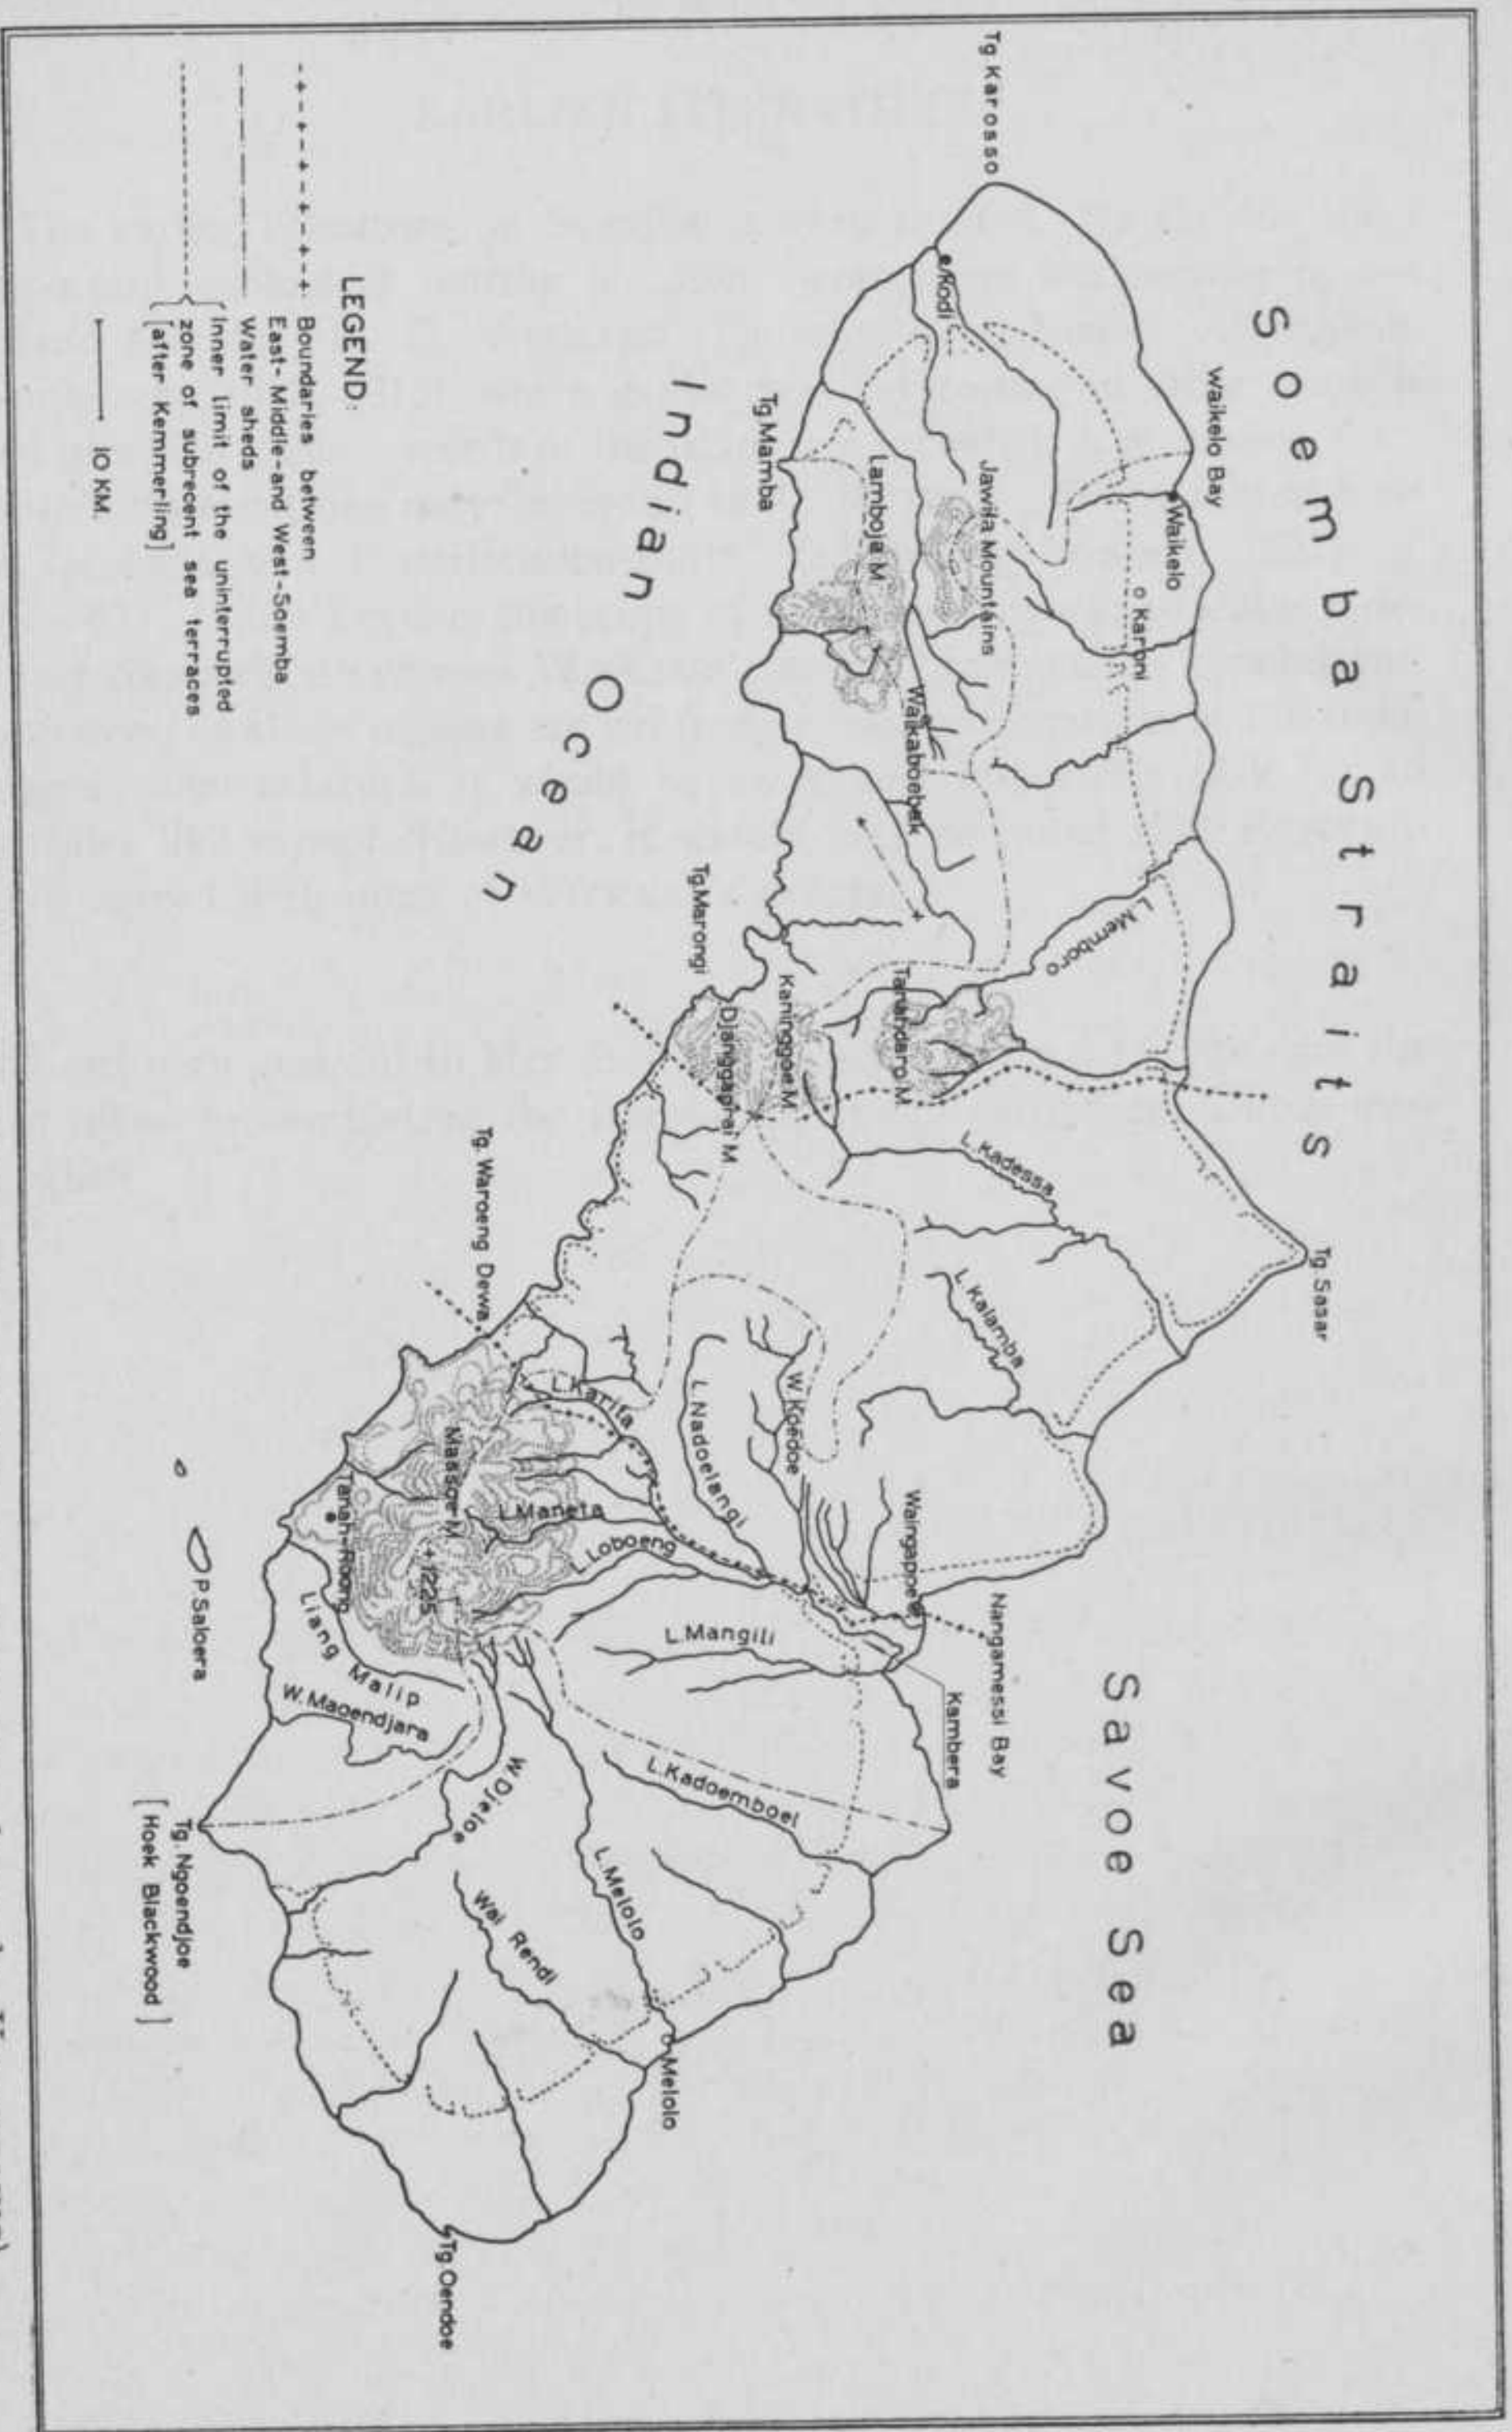 Soemba Straits
Savoe Sea
Indian Ocean
Tg. Karosso
Waikelo Bay
Waikelo
Karoni
Kodi
Jawila Mountains
Lamboja M
Tg. Mamba
Waikaboebak
L. Memboro
Tanahdaro M.
Kaninggoe M
Djanggaprai M
Tg. Marongi
L. Kadessa
Tg. Sasar
L. Kalamba
Tg. Waroeng Dewa
L. Karita
L. Nadoelangi
W. Koedoe
Waingapoe
Nangamessi Bay
Kambera
L. Maneta
L. Loboeng
Massoe M
+1225
Tanah-Roong
L. Mangili
Liang Malip
W. Maoendjara
P. Saloera
W. Djeloe
L. Kadoemboel
L. Melolo
Wai Rendi
Melolo
Tg. Ngoendjoe
[Hoek Blackwood]
Tg. Oendoe
LEGEND:
Boundaries between
East- Middle- and West-Soemba
Water sheds
Inner limit of the uninterrupted
zone of subrecent sea terraces
[after Kemmerling]
10 KM.